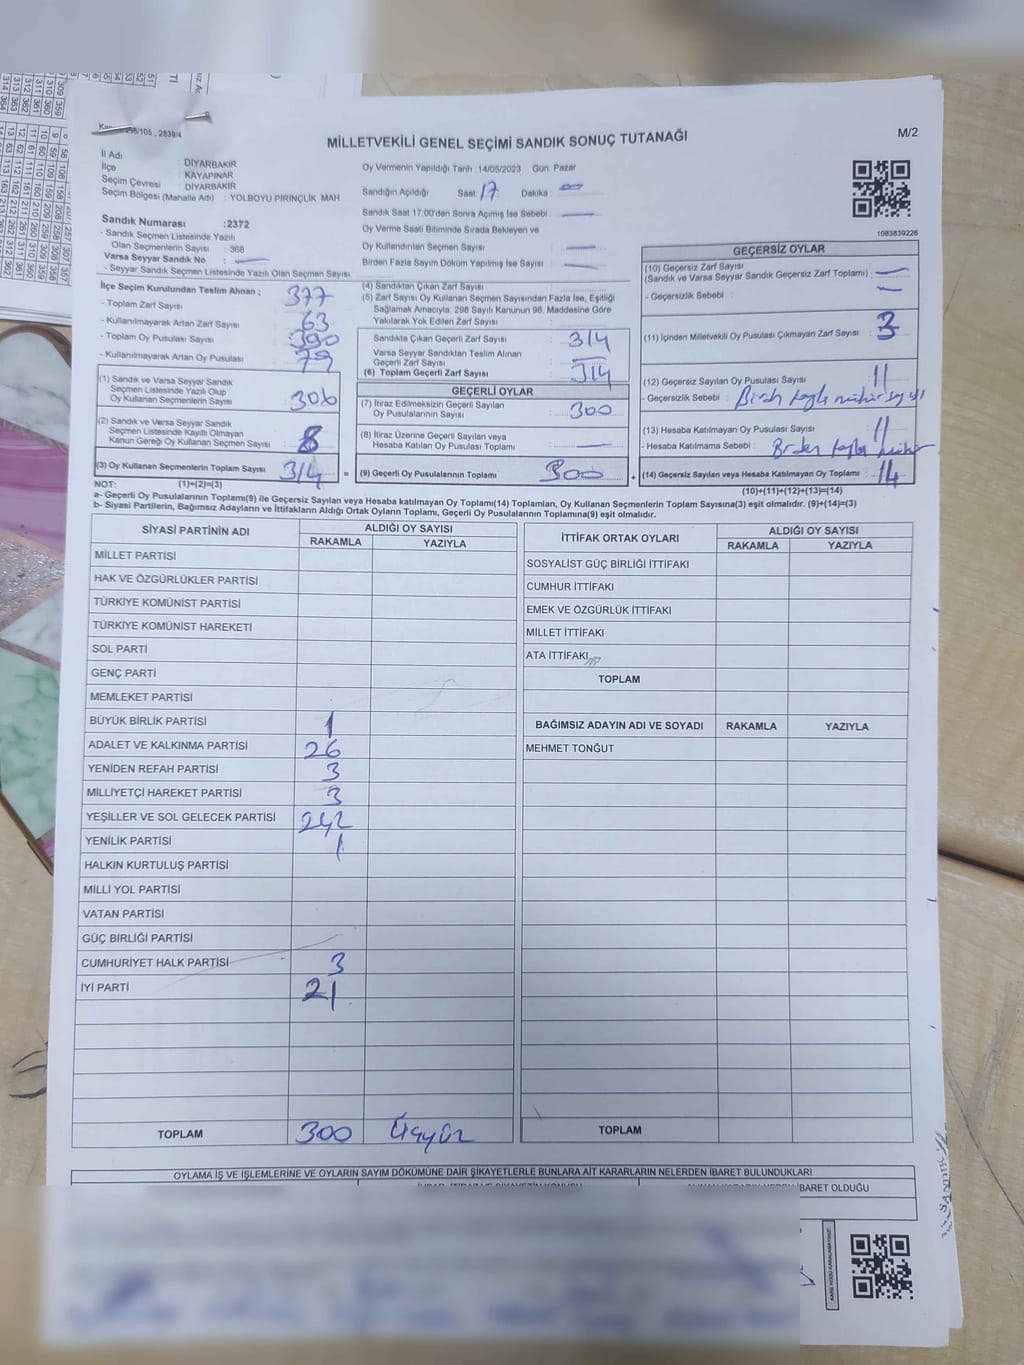 298/105 , 2839/4
MİLLETVEKİLİ GENEL SEÇİMİ SANDIK SONUÇ TUTANAĞI
M/2
İl Adı : DİYARBAKIR
İlçe : KAYAPINAR
Seçim Çevresi : DİYARBAKIR
Seçim Bölgesi (Mahalle Adı) : YOLBOYU PİRİNÇLİK MAH.
Sandık Numarası :2372
- Sandık Seçmen Listesinde Yazılı
Olan Seçmenlerin Sayısı : 368
Varsa Seyyar Sandık No :
- Seyyar Sandık Seçmen Listesinde Yazılı Olan Seçmen Sayısı:
Oy Vermenin Yapıldığı Tarih :14/05/2023 Gün: Pazar
Sandığın Açıldığı Saat: 17 Dakika :
Sandık Saat 17.00'den Sonra Açılmış İse Sebebi :
Oy Verme Saati Bitiminde Sırada Bekleyen ve
Oy Kullandırılan Seçmen Sayısı :
Birden Fazla Sayım Döküm Yapılmış İse Sayısı :
1083839226
İlçe Seçim Kurulundan Teslim Alınan ;
- Toplam Zarf Sayısı : 377
- Kullanılmayarak Artan Zarf Sayısı : 63
- Toplam Oy Pusulası Sayısı : 390
- Kullanılmayarak Artan Oy Pusulası : 79
(1) Sandık ve Varsa Seyyar Sandık
Seçmen Listesinde Yazılı Olup
Oy Kullanan Seçmenlerin Sayısı : 306
(2) Sandık ve Varsa Seyyar Sandık
Seçmen Listesinde Kayıtlı Olmayan
Kanun Gereği Oy Kullanan Seçmen Sayısı : 8
(3) Oy Kullanan Seçmenlerin Toplam Sayısı 314 =
(4) Sandıktan Çıkan Zarf Sayısı :
(5) Zarf Sayısı Oy Kullanan Seçmen Sayısından Fazla İse, Eşitliği
Sağlamak Amacıyla, 298 Sayılı Kanunun 98. Maddesine Göre
Yakılarak Yok Edilen Zarf Sayısı :
Sandıkta Çıkan Geçerli Zarf Sayısı : 314
Varsa Seyyar Sandıktan Teslim Alınan
Geçerli Zarf Sayısı :
(6) Toplam Geçerli Zarf Sayısı : 314
GEÇERLİ OYLAR
(7) İtiraz Edilmeksizin Geçerli Sayılan
Oy Pusulalarının Sayısı : 300
(8) İtiraz Üzerine Geçerli Sayılan veya
Hesaba Katılan Oy Pusulası Toplamı :
(9) Geçerli Oy Pusulalarının Toplamı : 300 +
GEÇERSİZ OYLAR
(10) Geçersiz Zarf Sayısı
(Sandık ve Varsa Seyyar Sandık Geçersiz Zarf Toplamı) :
- Geçersizlik Sebebi :
(11) İçinden Milletvekili Oy Pusulası Çıkmayan Zarf Sayısı : 3
(12) Geçersiz Sayılan Oy Pusulası Sayısı : 11
- Geçersizlik Sebebi : fazla mühür
(13) Hesaba Katılmayan Oy Pusulası Sayısı : 11
- Hesaba Katılmama Sebebi : Birden fazla mühür
(14) Geçersiz Sayılan veya Hesaba Katılmayan Oy Toplamı : 14
(10)+(11)+(12)+(13)=(14)
NOT: (1)+(2)=(3)
a- Geçerli Oy Pusulalarının Toplamı(9) ile Geçersiz Sayılan veya Hesaba katılmayan Oy Toplamı(14) Toplamları, Oy Kullanan Seçmenlerin Toplam Sayısına(3) eşit olmalıdır. (9)+(14)=(3)
b- Siyasi Partilerin, Bağımsız Adayların ve İttifakların Aldığı Ortak Oyların Toplamı, Geçerli Oy Pusulalarının Toplamına(9) eşit olmalıdır.
SİYASİ PARTİNİN ADI ALDIĞI OY SAYISI
RAKAMLA YAZIYLA
MİLLET PARTİSİ
HAK VE ÖZGÜRLÜKLER PARTİSİ
TÜRKİYE KOMÜNİST PARTİSİ
TÜRKİYE KOMÜNİST HAREKETİ
SOL PARTİ
GENÇ PARTİ
MEMLEKET PARTİSİ
BÜYÜK BİRLİK PARTİSİ 1
ADALET VE KALKINMA PARTİSİ 26
YENİDEN REFAH PARTİSİ 3
MİLLİYETÇİ HAREKET PARTİSİ 3
YEŞİLLER VE SOL GELECEK PARTİSİ 242
YENİLİK PARTİSİ 1
HALKIN KURTULUŞ PARTİSİ
MİLLİ YOL PARTİSİ
VATAN PARTİSİ
GÜÇ BİRLİĞİ PARTİSİ
CUMHURİYET HALK PARTİSİ 3
İYİ PARTİ 21
TOPLAM 300 Üçyüz
İTTİFAK ORTAK OYLARI ALDIĞI OY SAYISI
RAKAMLA YAZIYLA
SOSYALİST GÜÇ BİRLİĞİ İTTİFAKI
CUMHUR İTTİFAKI
EMEK VE ÖZGÜRLÜK İTTİFAKI
MİLLET İTTİFAKI
ATA İTTİFAKI
TOPLAM
BAĞIMSIZ ADAYIN ADI VE SOYADI RAKAMLA YAZIYLA
MEHMET TONĞUT
TOPLAM
OYLAMA İŞ VE İŞLEMLERİNE VE OYLARIN SAYIM DÖKÜMÜNE DAİR ŞİKAYETLERLE BUNLARA AİT KARARLARIN NELERDEN İBARET BULUNDUKLARI
İBARET OLDUĞU